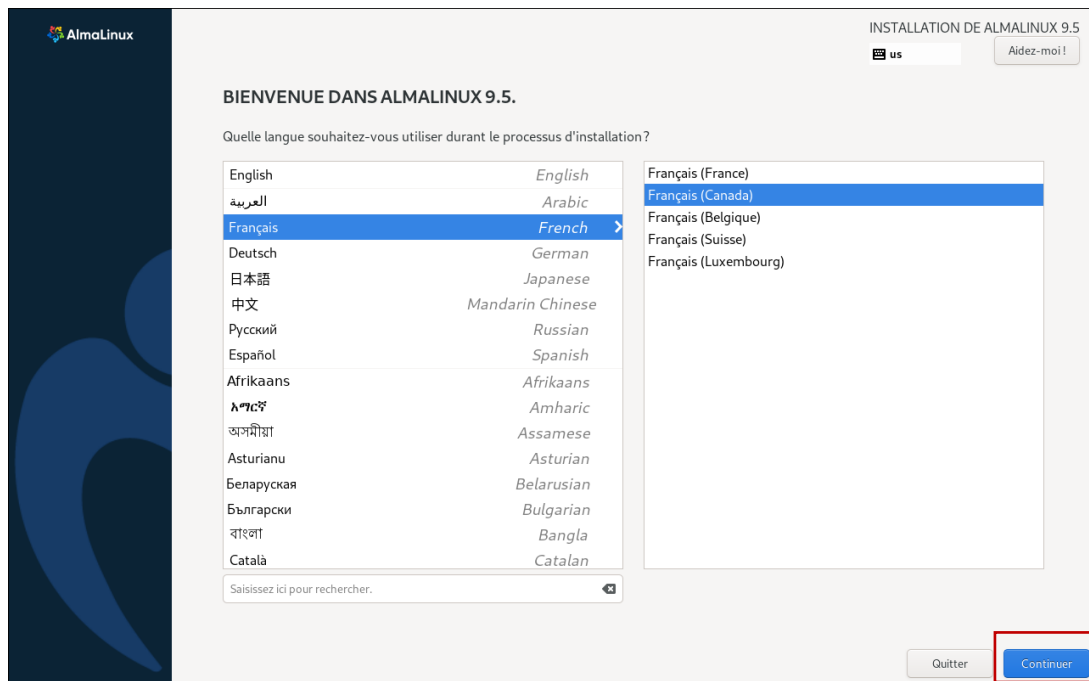 AlmaLinux
INSTALLATION DE ALMALINUX 9.5
us
Aidez-moi !
BIENVENUE DANS ALMALINUX 9.5.
Quelle langue souhaitez-vous utiliser durant le processus d'installation ?
English English
العربية Arabic
Français French
Deutsch German
日本語 Japanese
中文 Mandarin Chinese
Русский Russian
Español Spanish
Afrikaans Afrikaans
አማርኛ Amharic
অসমীয়া Assamese
Asturianu Asturian
Беларуская Belarusian
Български Bulgarian
বাংলা Bangla
Català Catalan
Français (France)
Français (Canada)
Français (Belgique)
Français (Suisse)
Français (Luxembourg)
Saisissez ici pour rechercher.
Quitter
Continuer